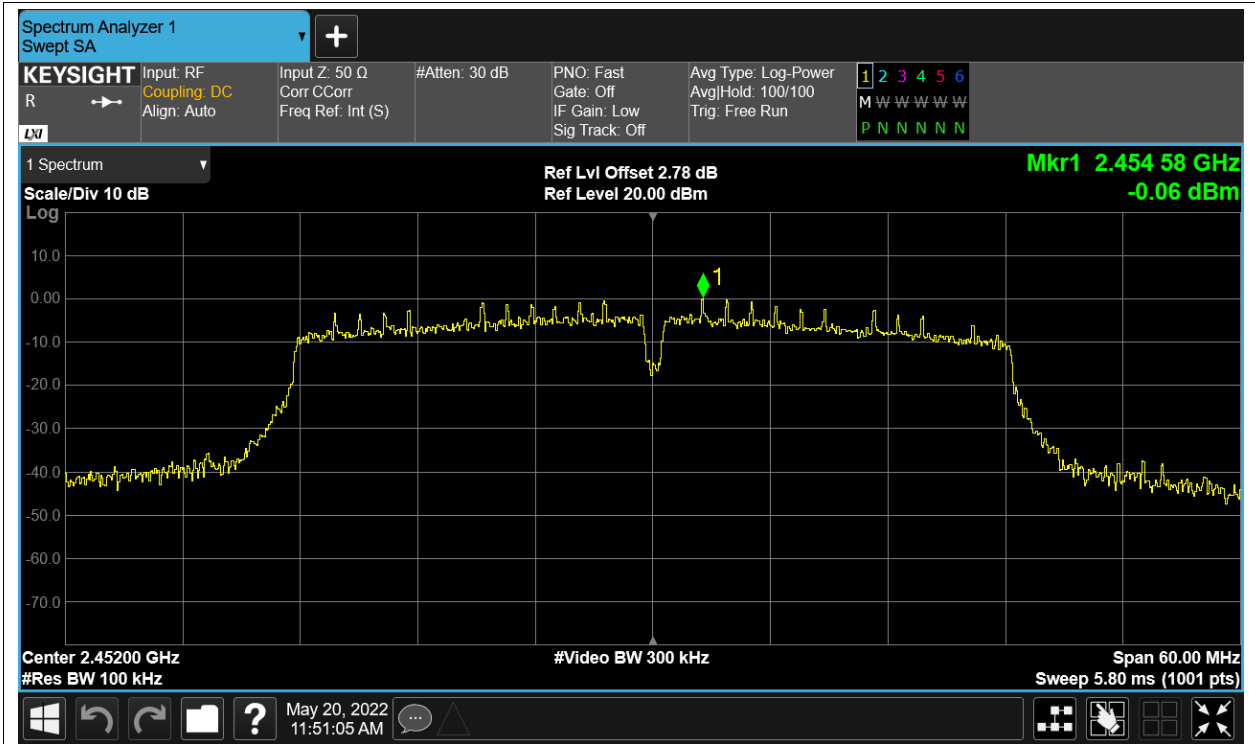 Spectrum Analyzer 1
Swept SA
+
KEYSIGHT
R
LXI
Input: RF
Coupling: DC
Align: Auto
Input Z: 50 Ω
Corr CCorr
Freq Ref: Int (S)
#Atten: 30 dB
PNO: Fast
Gate: Off
IF Gain: Low
Sig Track: Off
Avg Type: Log-Power
Avg|Hold: 100/100
Trig: Free Run
1 2 3 4 5 6
M W W W W W
P N N N N N
1 Spectrum
Scale/Div 10 dB
Log
Ref Lvl Offset 2.78 dB
Ref Level 20.00 dBm
Mkr1 2.454 58 GHz
-0.06 dBm
1
10.0
0.00
-10.0
-20.0
-30.0
-40.0
-50.0
-60.0
-70.0
Center 2.45200 GHz
#Video BW 300 kHz
Span 60.00 MHz
#Res BW 100 kHz
Sweep 5.80 ms (1001 pts)
?
May 20, 2022
11:51:05 AM